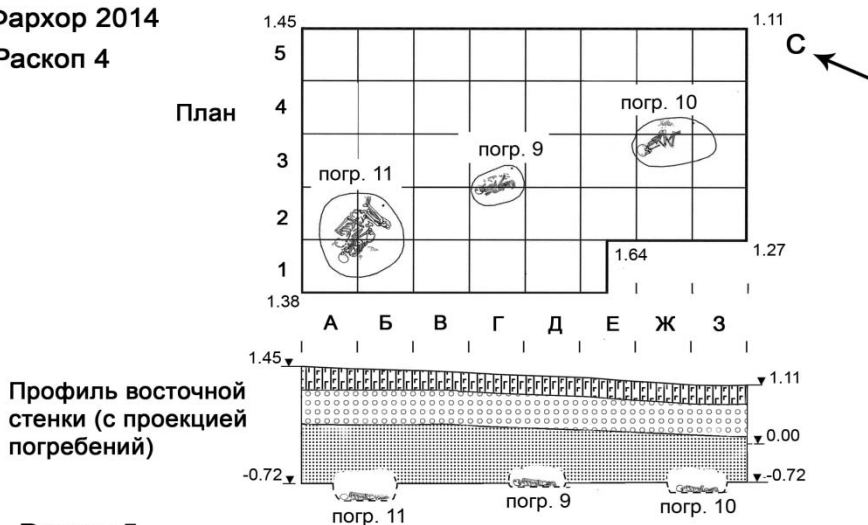 Фархор 2014
Раскоп 4
План
1.45
1.11
С
5
4
3
2
1
погр. 10
погр. 9
погр. 11
1.64
1.27
1.38
А Б В Г Д Е Ж З
Профиль восточной
стенки (с проекцией
погребений)
1.45
1.11
0.00
-0.72
-0.72
погр. 11
погр. 9
погр. 10